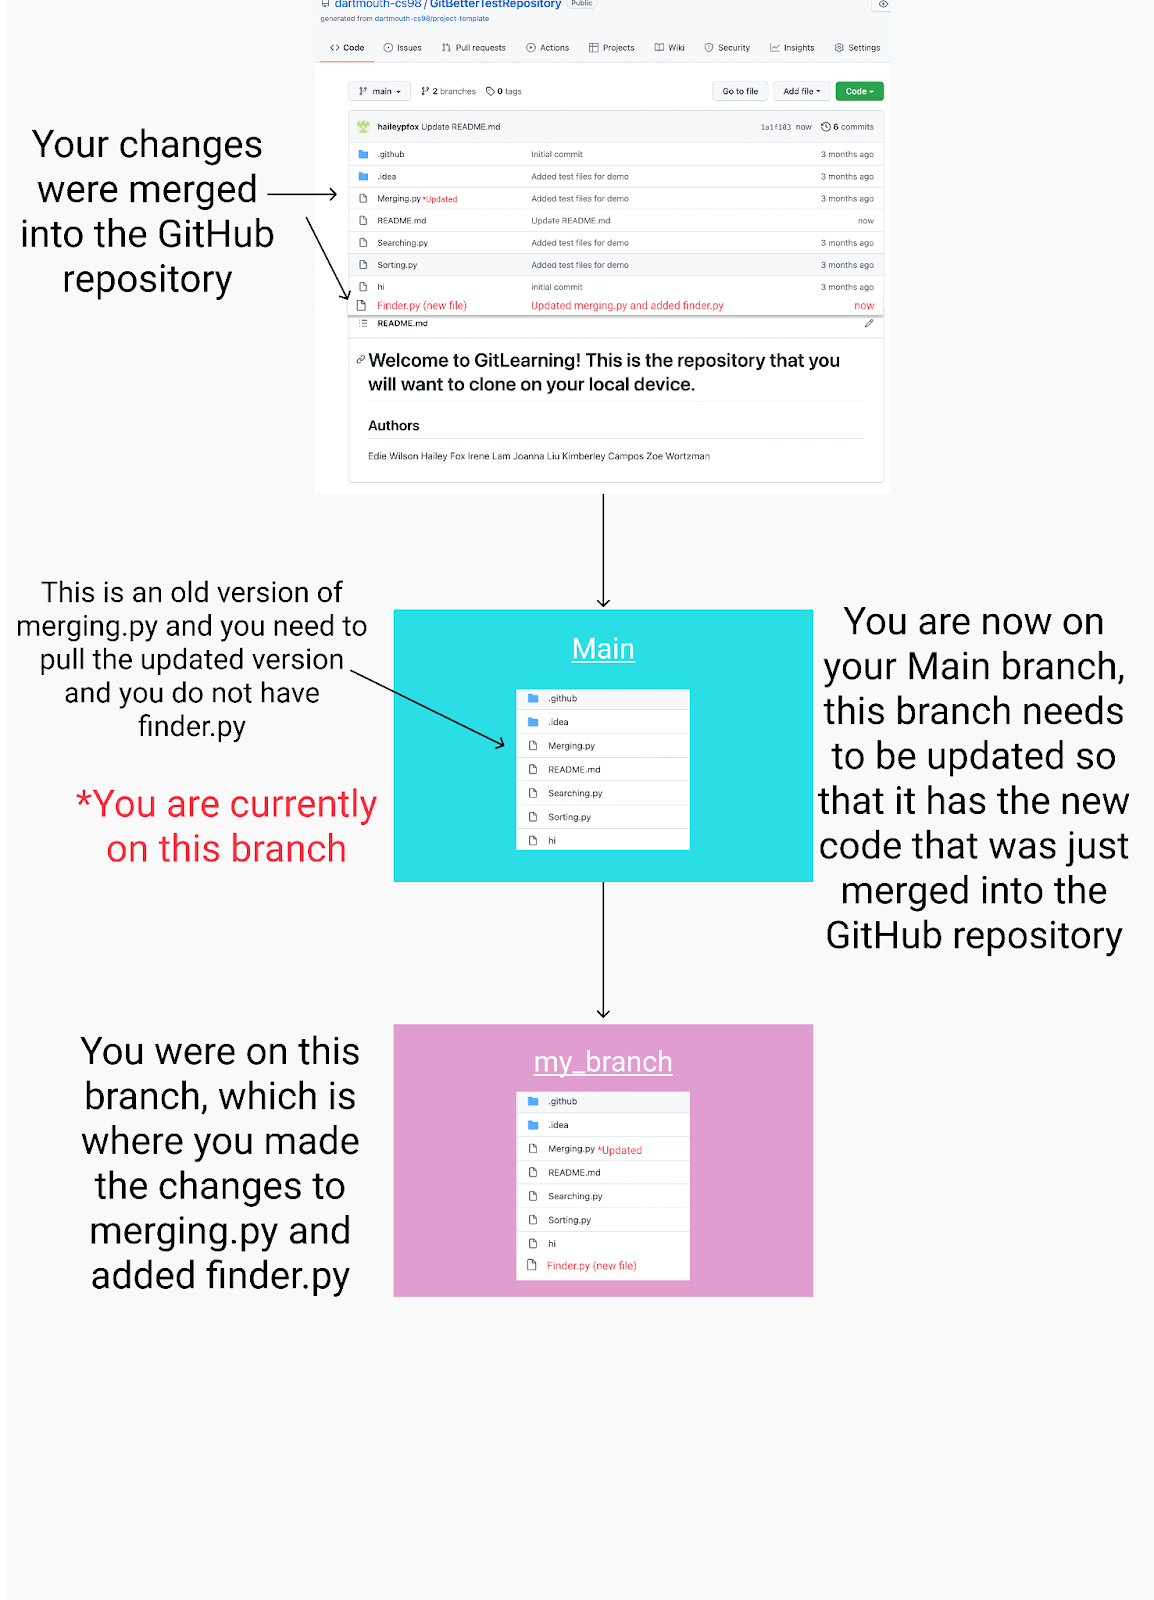 dartmouth-cs98 / GitBetterTestRepository Public
generated from dartmouth-cs98/project-template
Code Issues Pull requests Actions Projects Wiki Security Insights Settings
main 2 branches 0 tags Go to file Add file Code
haileypfox Update README.md 1a1f103 now 6 commits
.github Initial commit 3 months ago
.idea Added test files for demo 3 months ago
Merging.py *Updated Added test files for demo 3 months ago
README.md Update README.md now
Searching.py Added test files for demo 3 months ago
Sorting.py Added test files for demo 3 months ago
hi initial commit 3 months ago
Finder.py (new file) Updated merging.py and added finder.py now
README.md
Welcome to GitLearning! This is the repository that you
will want to clone on your local device.
Authors
Edie Wilson Hailey Fox Irene Lam Joanna Liu Kimberley Campos Zoe Wortzman
Your changes
were merged
into the GitHub
repository
This is an old version of
merging.py and you need to
pull the updated version
and you do not have
finder.py
*You are currently
on this branch
Main
.github
.idea
Merging.py
README.md
Searching.py
Sorting.py
hi
You are now on
your Main branch,
this branch needs
to be updated so
that it has the new
code that was just
merged into the
GitHub repository
You were on this
branch, which is
where you made
the changes to
merging.py and
added finder.py
my_branch
.github
.idea
Merging.py *Updated
README.md
Searching.py
Sorting.py
hi
Finder.py (new file)